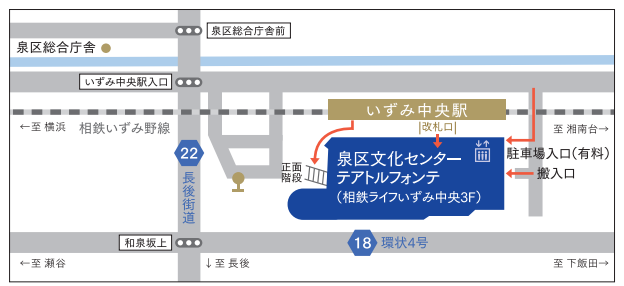 泉区総合庁舎前
泉区総合庁舎
いずみ中央駅入口
いずみ中央駅
←至 横浜
相鉄いずみ野線
改札口
至 湘南台→
22
長後街道
正面
階段
泉区文化センター
テアトルフォンテ
(相鉄ライフいずみ中央3F)
駐車場入口(有料)
搬入口
和泉坂上
18
環状4号
←至 瀬谷
↓至 長後
至 下飯田→